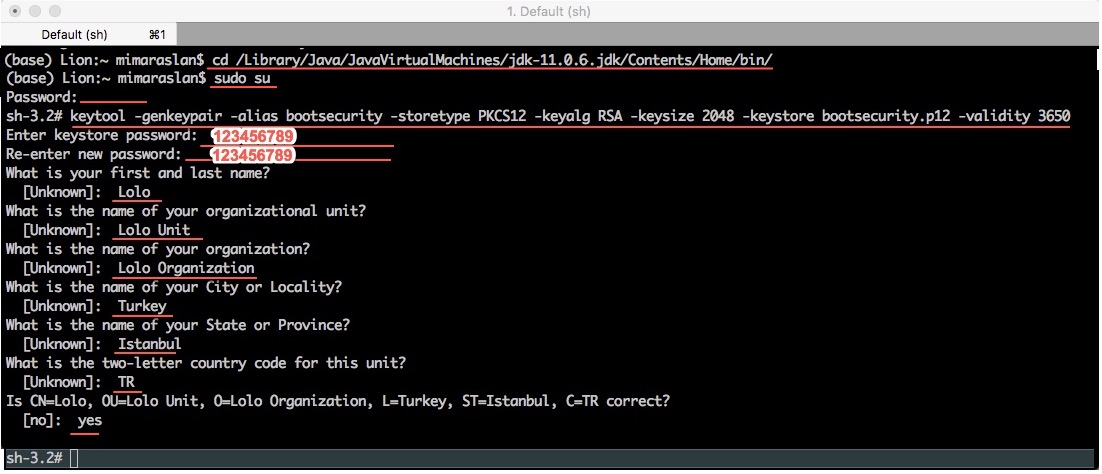 1. Default (sh)
Default (sh) ⌘1
(base) Lion:~ mimaraslan$ cd /Library/Java/JavaVirtualMachines/jdk-11.0.6.jdk/Contents/Home/bin/
(base) Lion:~ mimaraslan$ sudo su
Password:
sh-3.2# keytool -genkeypair -alias bootsecurity -storetype PKCS12 -keyalg RSA -keysize 2048 -keystore bootsecurity.p12 -validity 3650
Enter keystore password: 123456789
Re-enter new password: 123456789
What is your first and last name?
[Unknown]: Lolo
What is the name of your organizational unit?
[Unknown]: Lolo Unit
What is the name of your organization?
[Unknown]: Lolo Organization
What is the name of your City or Locality?
[Unknown]: Turkey
What is the name of your State or Province?
[Unknown]: Istanbul
What is the two-letter country code for this unit?
[Unknown]: TR
Is CN=Lolo, OU=Lolo Unit, O=Lolo Organization, L=Turkey, ST=Istanbul, C=TR correct?
[no]: yes
sh-3.2#